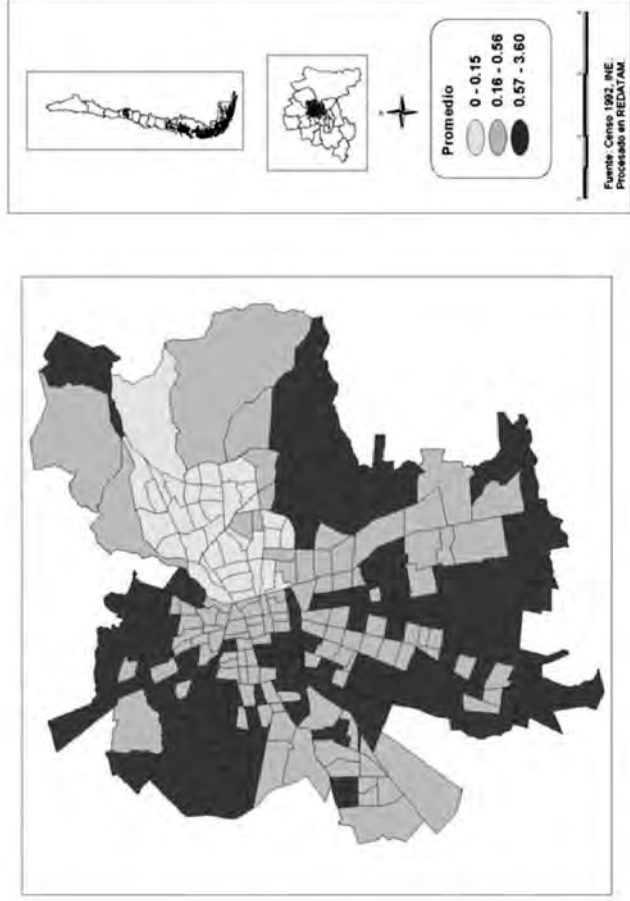 Promedio
0 - 0.15
0.16 - 0.56
0.57 - 3.60
Fuente: Censo 1992, INE.
Procesado en REDATAM.